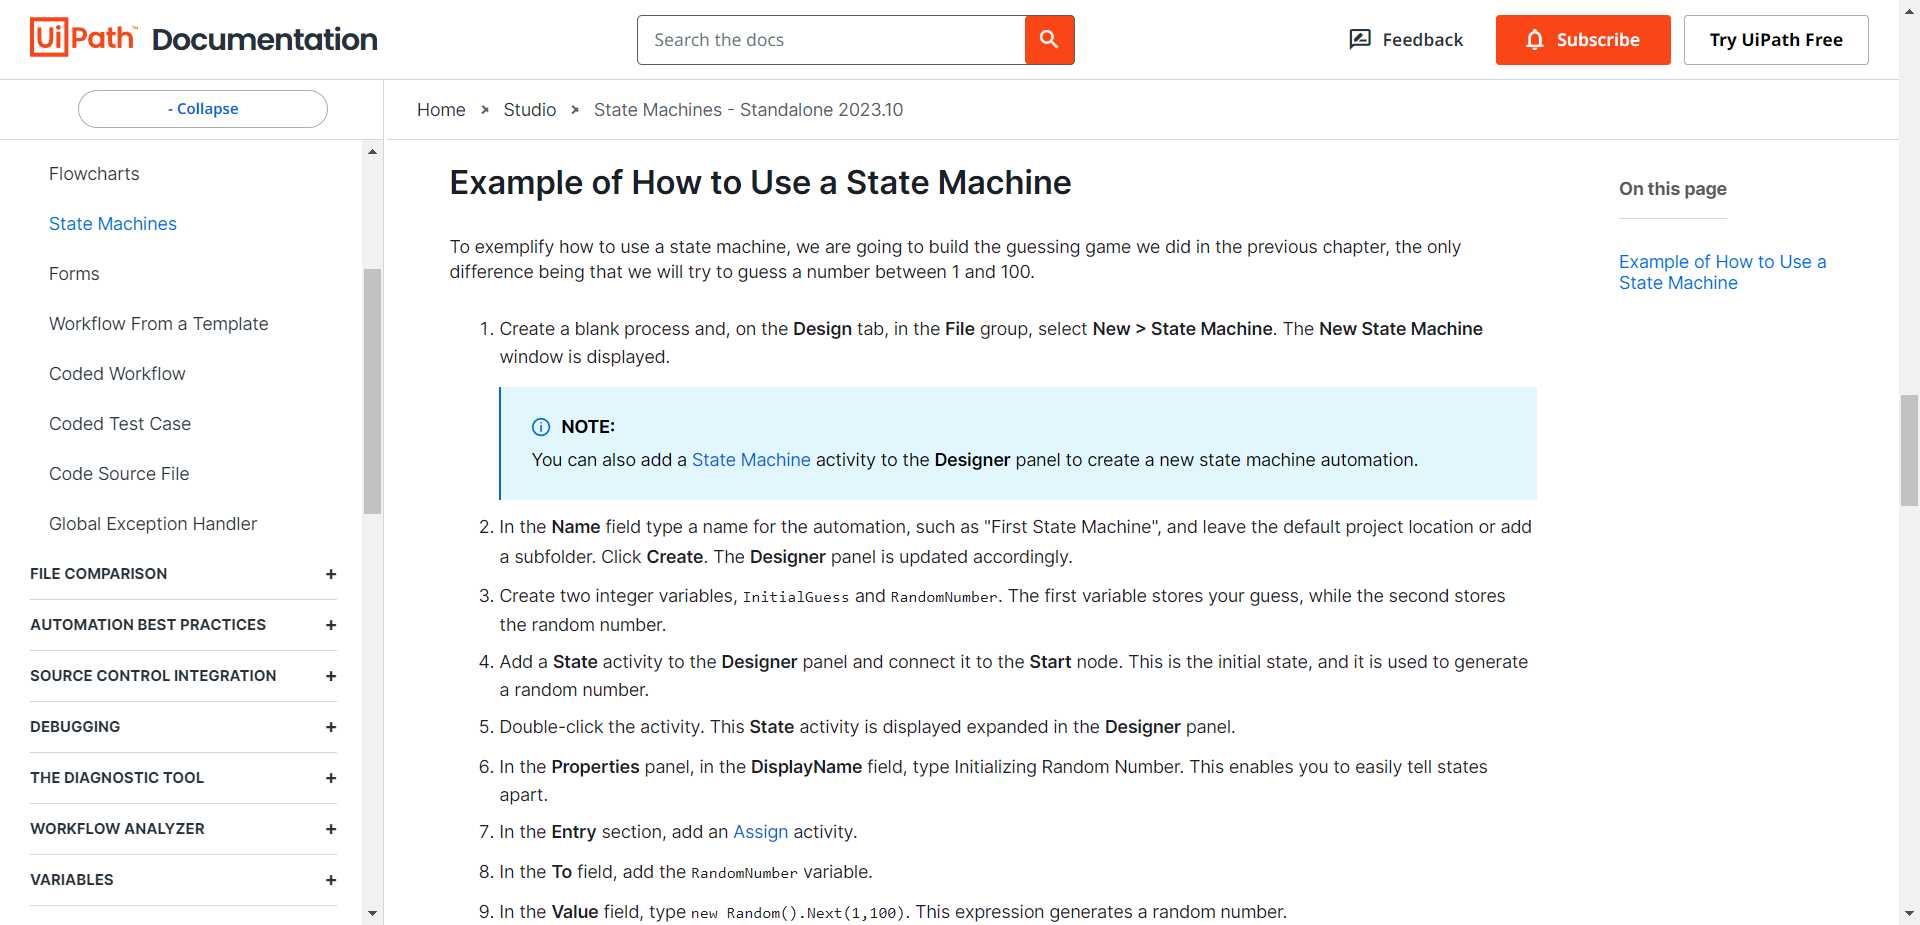 UiPath™ Documentation
Search the docs
Feedback
Subscribe
Try UiPath Free
- Collapse
Home > Studio > State Machines - Standalone 2023.10
Flowcharts
State Machines
Forms
Workflow From a Template
Coded Workflow
Coded Test Case
Code Source File
Global Exception Handler
FILE COMPARISON +
AUTOMATION BEST PRACTICES +
SOURCE CONTROL INTEGRATION +
DEBUGGING +
THE DIAGNOSTIC TOOL +
WORKFLOW ANALYZER +
VARIABLES +
Example of How to Use a State Machine
To exemplify how to use a state machine, we are going to build the guessing game we did in the previous chapter, the only
difference being that we will try to guess a number between 1 and 100.
1. Create a blank process and, on the Design tab, in the File group, select New > State Machine. The New State Machine
window is displayed.
NOTE:
You can also add a State Machine activity to the Designer panel to create a new state machine automation.
2. In the Name field type a name for the automation, such as "First State Machine", and leave the default project location or add
a subfolder. Click Create. The Designer panel is updated accordingly.
3. Create two integer variables, InitialGuess and RandomNumber. The first variable stores your guess, while the second stores
the random number.
4. Add a State activity to the Designer panel and connect it to the Start node. This is the initial state, and it is used to generate
a random number.
5. Double-click the activity. This State activity is displayed expanded in the Designer panel.
6. In the Properties panel, in the DisplayName field, type Initializing Random Number. This enables you to easily tell states
apart.
7. In the Entry section, add an Assign activity.
8. In the To field, add the RandomNumber variable.
9. In the Value field, type new Random().Next(1,100). This expression generates a random number.
On this page
Example of How to Use a
State Machine